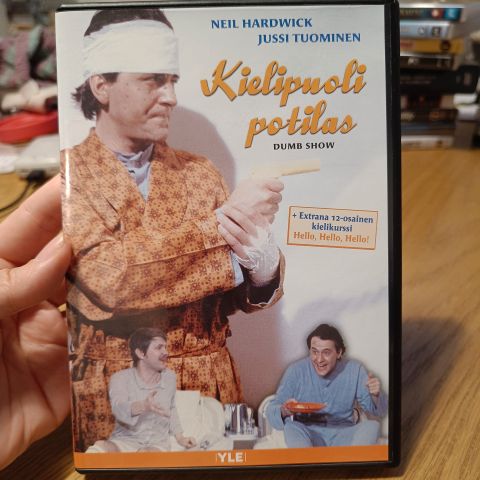 NEIL HARDWICK
JUSSI TUOMINEN
Kielipuoli
potilas
DUMB SHOW
+ Extrana 12-osainen
kielikurssi
Hello, Hello, Hello!
YLE